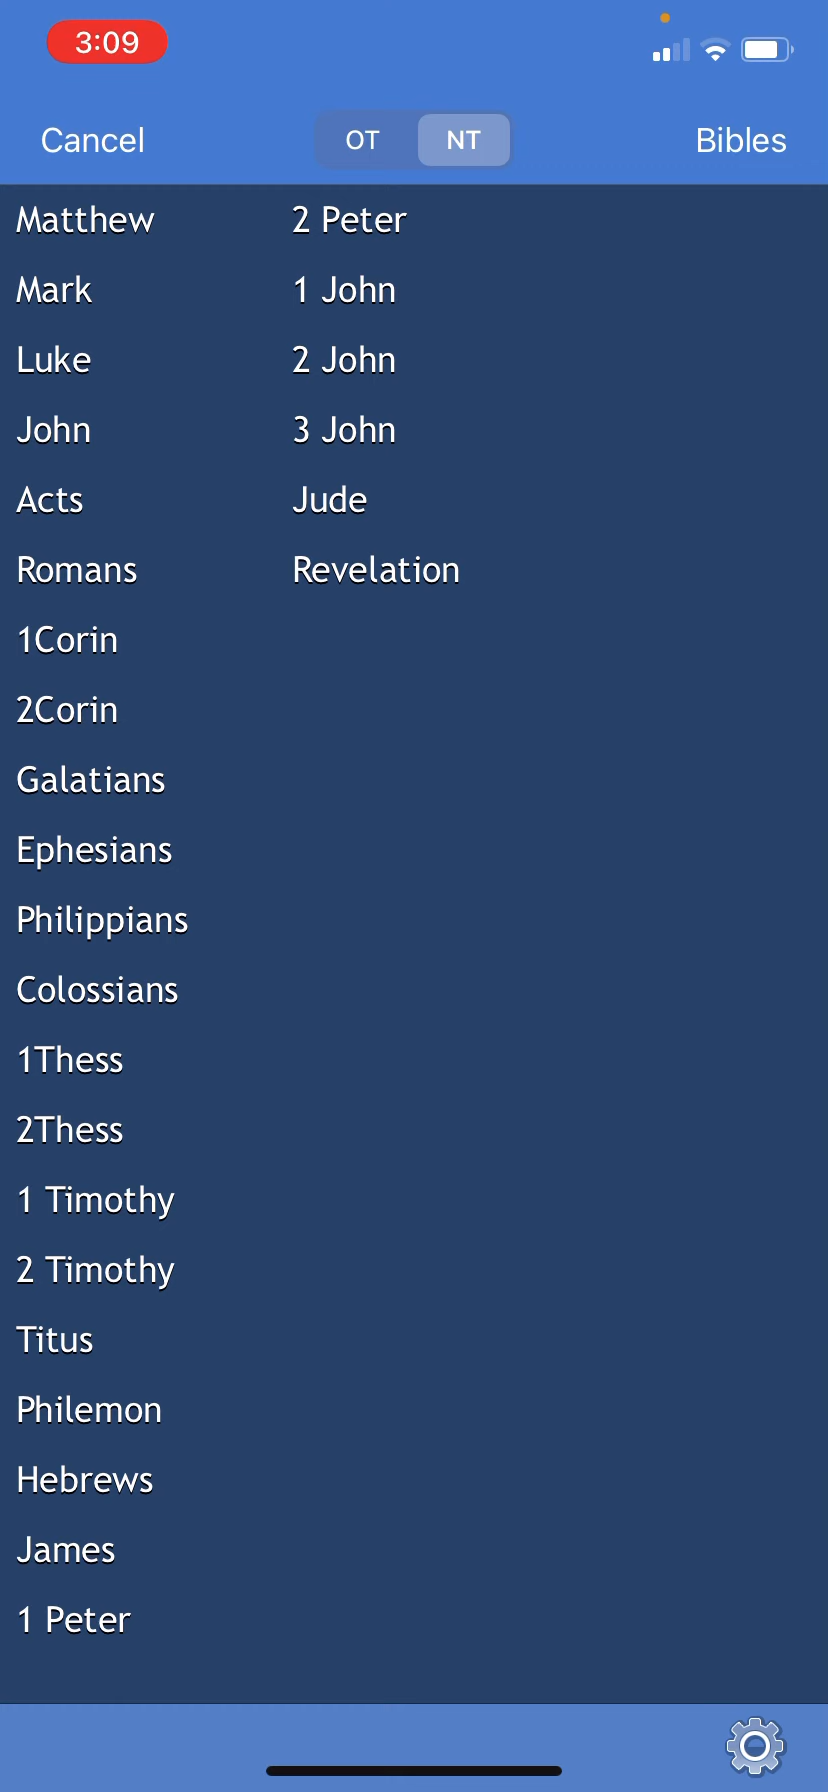 3:09
Cancel
OT
NT
Bibles
Matthew
Mark
Luke
John
Acts
Romans
1Corin
2Corin
Galatians
Ephesians
Philippians
Colossians
1Thess
2Thess
1 Timothy
2 Timothy
Titus
Philemon
Hebrews
James
1 Peter
2 Peter
1 John
2 John
3 John
Jude
Revelation